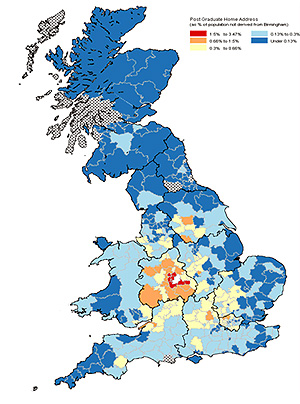 Post Graduate Home Address
(as % of population not derived from Birmingham)
1.5% to 3.47%
0.66% to 1.5%
0.3% to 0.66%
0.13% to 0.3%
Under 0.13%